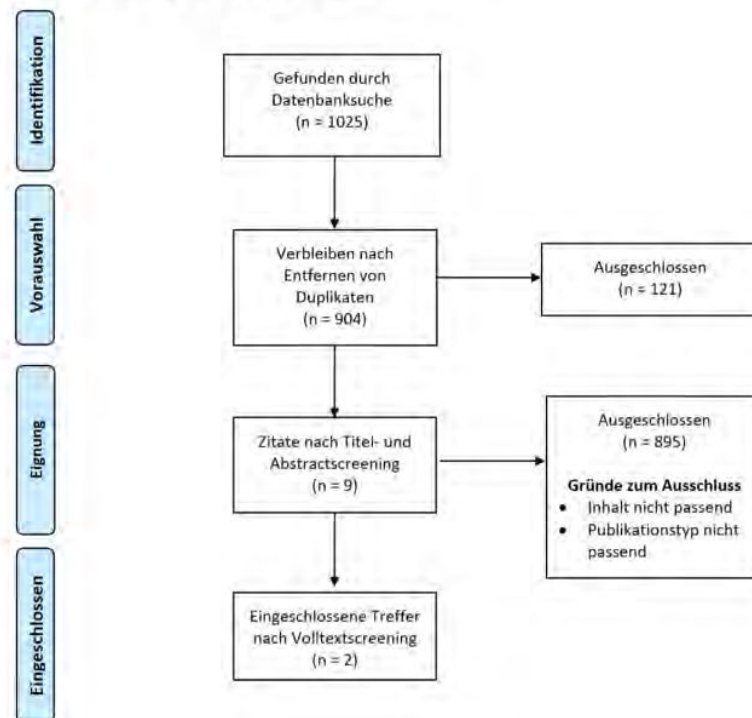 Identifikation
Gefunden durch
Datenbanksuche
(n = 1025)
Vorauswahl
Verbleiben nach
Entfernen von
Duplikaten
(n = 904)
Ausgeschlossen
(n = 121)
Eignung
Zitate nach Titel- und
Abstractscreening
(n = 9)
Ausgeschlossen
(n = 895)
Gründe zum Ausschluss
• Inhalt nicht passend
• Publikationstyp nicht
passend
Eingeschlossen
Eingeschlossene Treffer
nach Volltextscreening
(n = 2)